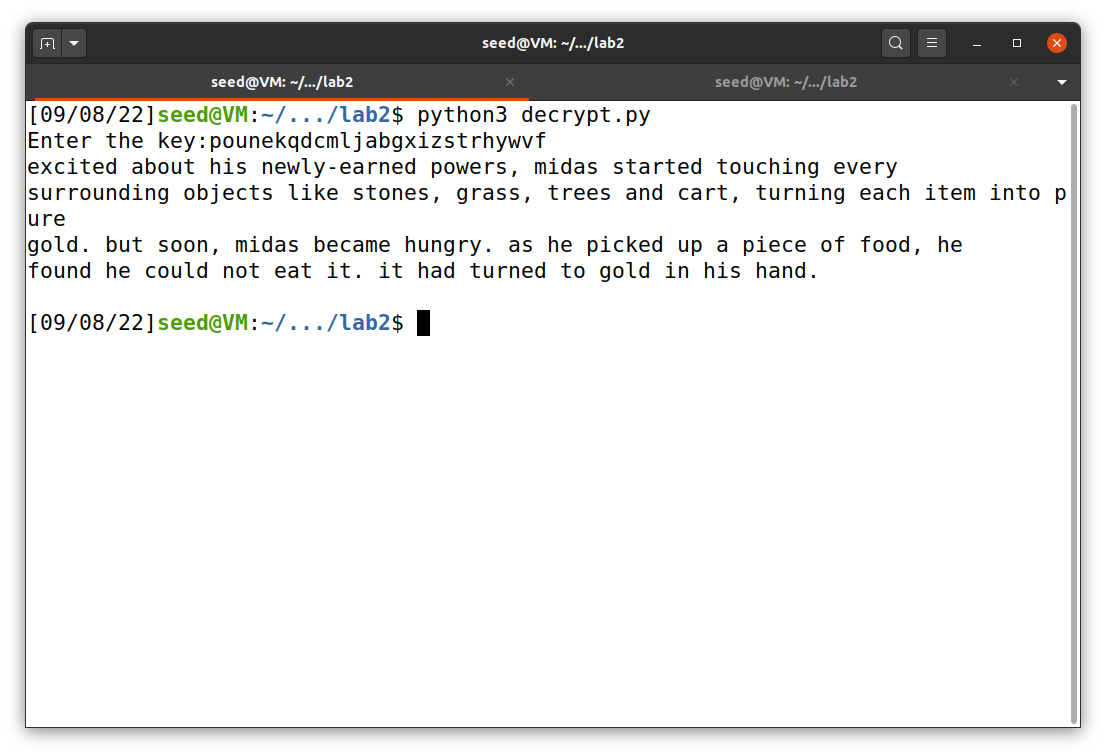 seed@VM: ~/.../lab2
seed@VM: ~/.../lab2 seed@VM: ~/.../lab2
[09/08/22]seed@VM:~/.../lab2$ python3 decrypt.py
Enter the key:pounekqdcmljabgxizstrhywvf
excited about his newly-earned powers, midas started touching every
surrounding objects like stones, grass, trees and cart, turning each item into p
ure
gold. but soon, midas became hungry. as he picked up a piece of food, he
found he could not eat it. it had turned to gold in his hand.
[09/08/22]seed@VM:~/.../lab2$